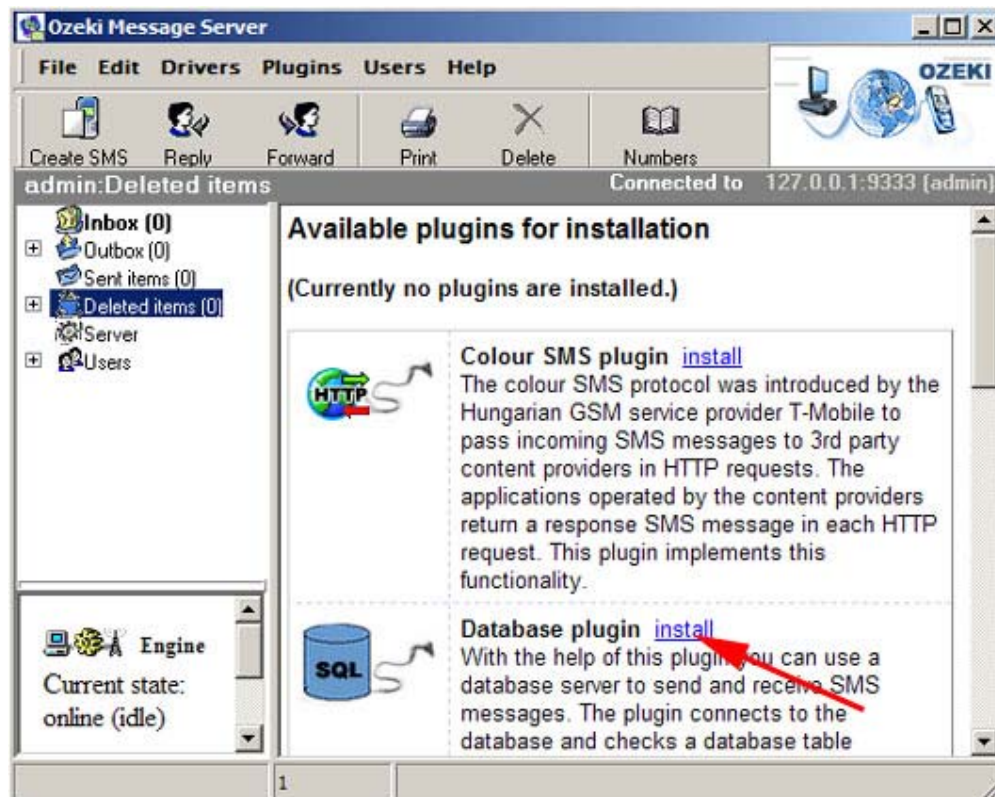 Ozeki Message Server
File Edit Drivers Plugins Users Help
OZEKI
Create SMS Reply Forward Print Delete Numbers
admin:Deleted items Connected to 127.0.0.1:9333 (admin)
Inbox (0)
Outbox (0)
Sent items (0)
Deleted items (0)
Server
Users
Engine
Current state:
online (idle)
Available plugins for installation
(Currently no plugins are installed.)
HTTP
Colour SMS plugin install
The colour SMS protocol was introduced by the
Hungarian GSM service provider T-Mobile to
pass incoming SMS messages to 3rd party
content providers in HTTP requests. The
applications operated by the content providers
return a response SMS message in each HTTP
request. This plugin implements this
functionality.
SQL
Database plugin install
With the help of this plugin you can use a
database server to send and receive SMS
messages. The plugin connects to the
database and checks a database table
1